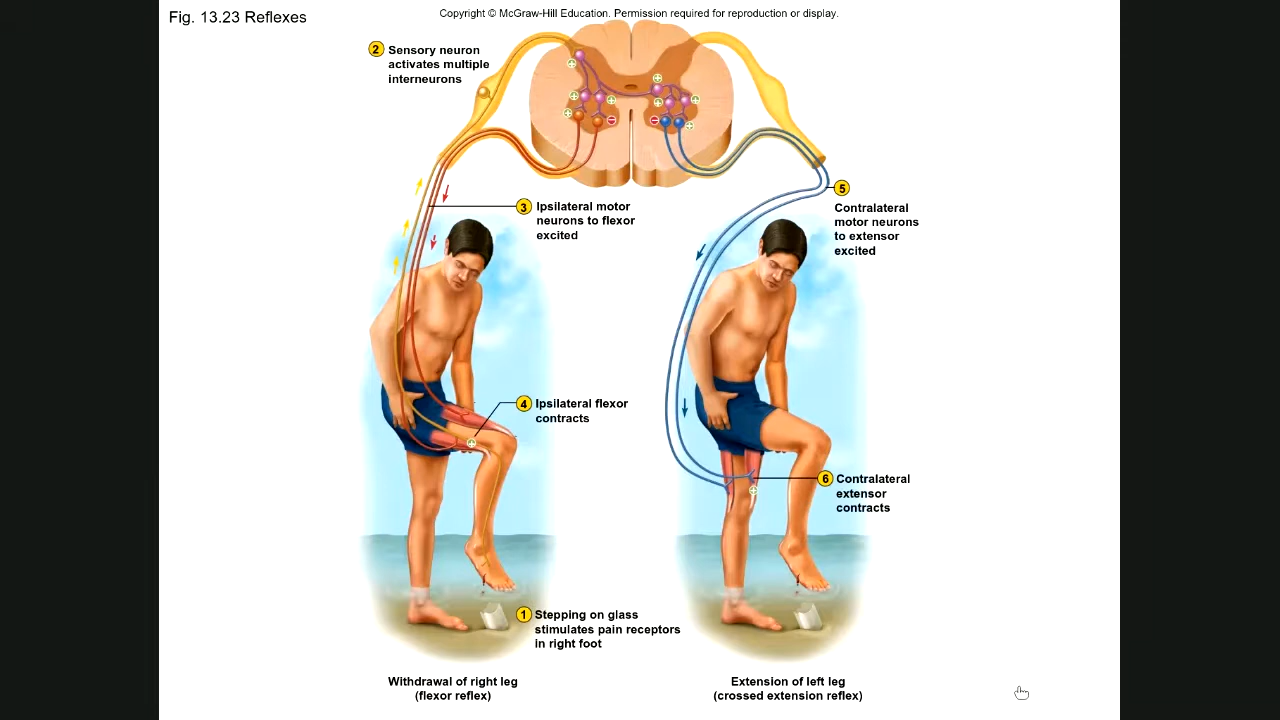 Fig. 13.23 Reflexes
Copyright © McGraw-Hill Education. Permission required for reproduction or display.
2 Sensory neuron
activates multiple
interneurons
3 Ipsilateral motor
neurons to flexor
excited
5
Contralateral
motor neurons
to extensor
excited
4 Ipsilateral flexor
contracts
6 Contralateral
extensor
contracts
1 Stepping on glass
stimulates pain receptors
in right foot
Withdrawal of right leg
(flexor reflex)
Extension of left leg
(crossed extension reflex)